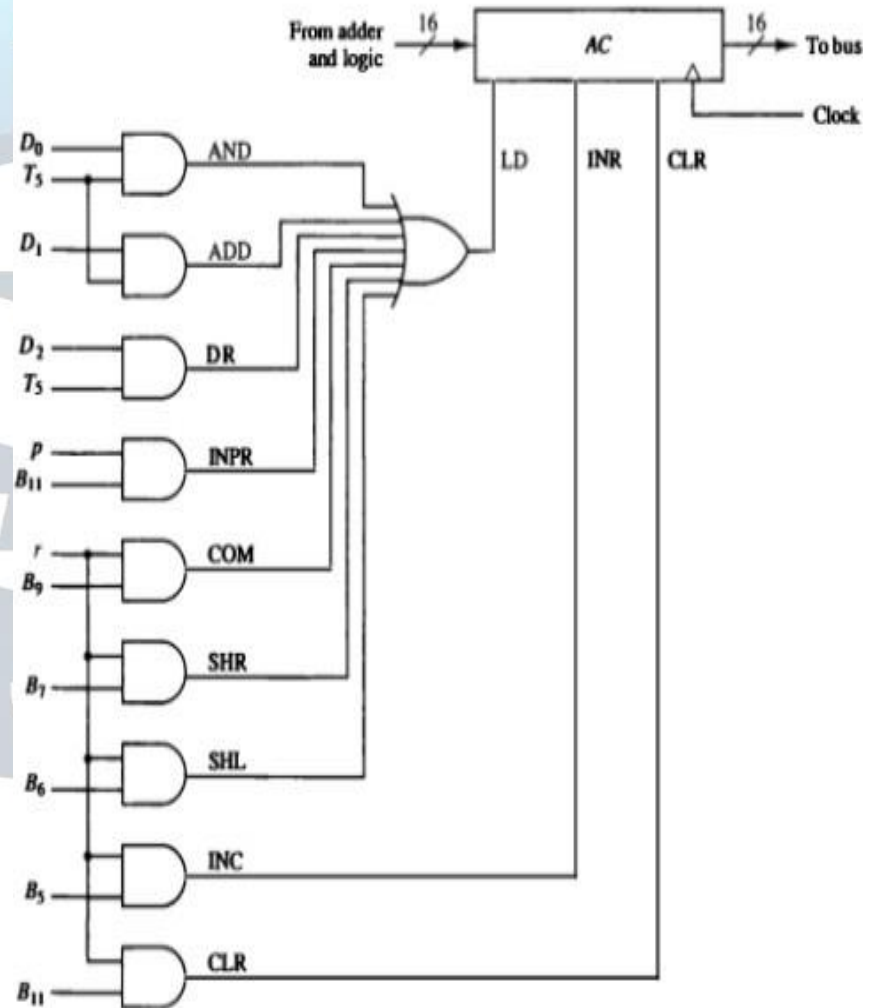 From adder
and logic
16
AC
16
To bus
Clock
LD
INR
CLR
D₀
T₅
AND
D₁
ADD
D₂
T₅
DR
p
B₁₁
INPR
r
B₉
COM
B₇
SHR
B₆
SHL
B₅
INC
B₁₁
CLR